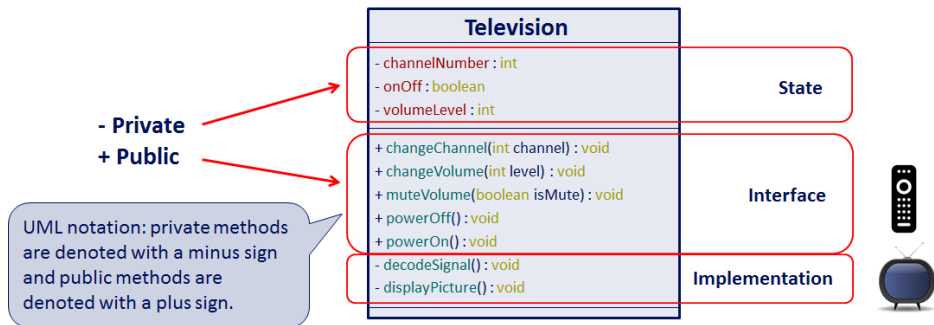 Television
- channelNumber : int
- onOff : boolean
- volumeLevel : int
State
- Private
+ Public
+ changeChannel(int channel) : void
+ changeVolume(int level) : void
+ muteVolume(boolean isMute) : void
+ powerOff() : void
+ powerOn() : void
Interface
- decodeSignal() : void
- displayPicture() : void
Implementation
UML notation: private methods
are denoted with a minus sign
and public methods are
denoted with a plus sign.